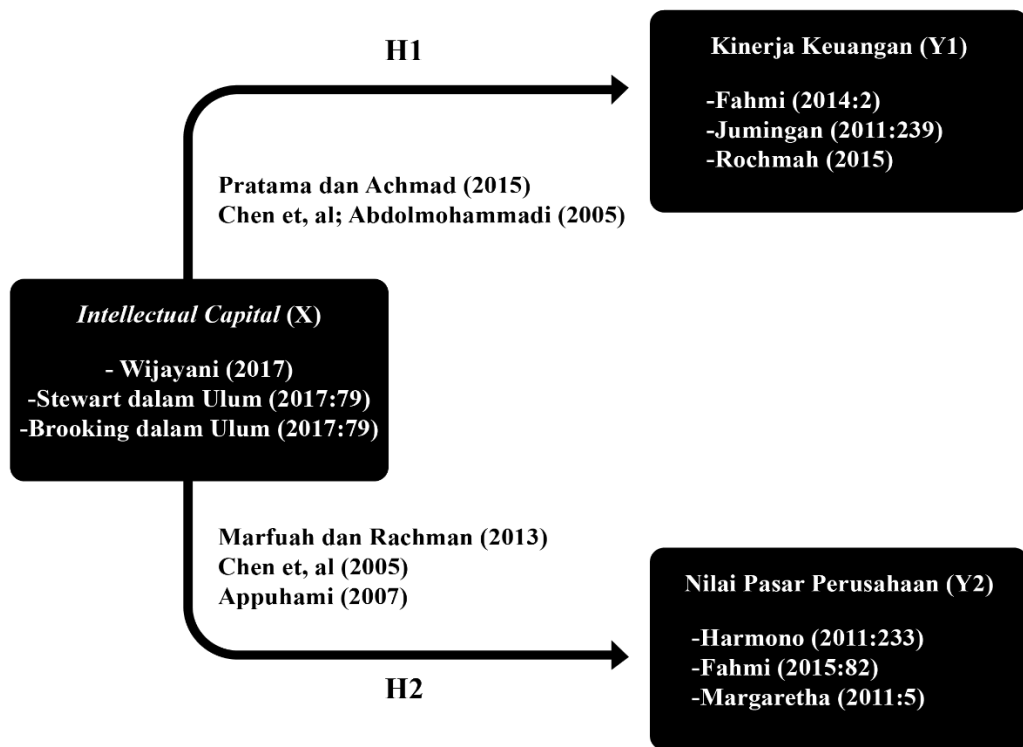 H1
Kinerja Keuangan (Y1)
-Fahmi (2014:2)
-Jumingan (2011:239)
-Rochmah (2015)
Pratama dan Achmad (2015)
Chen et, al; Abdolmohammadi (2005)
Intellectual Capital (X)
- Wijayani (2017)
-Stewart dalam Ulum (2017:79)
-Brooking dalam Ulum (2017:79)
Marfuah dan Rachman (2013)
Chen et, al (2005)
Appuhami (2007)
Nilai Pasar Perusahaan (Y2)
-Harmono (2011:233)
-Fahmi (2015:82)
-Margaretha (2011:5)
H2